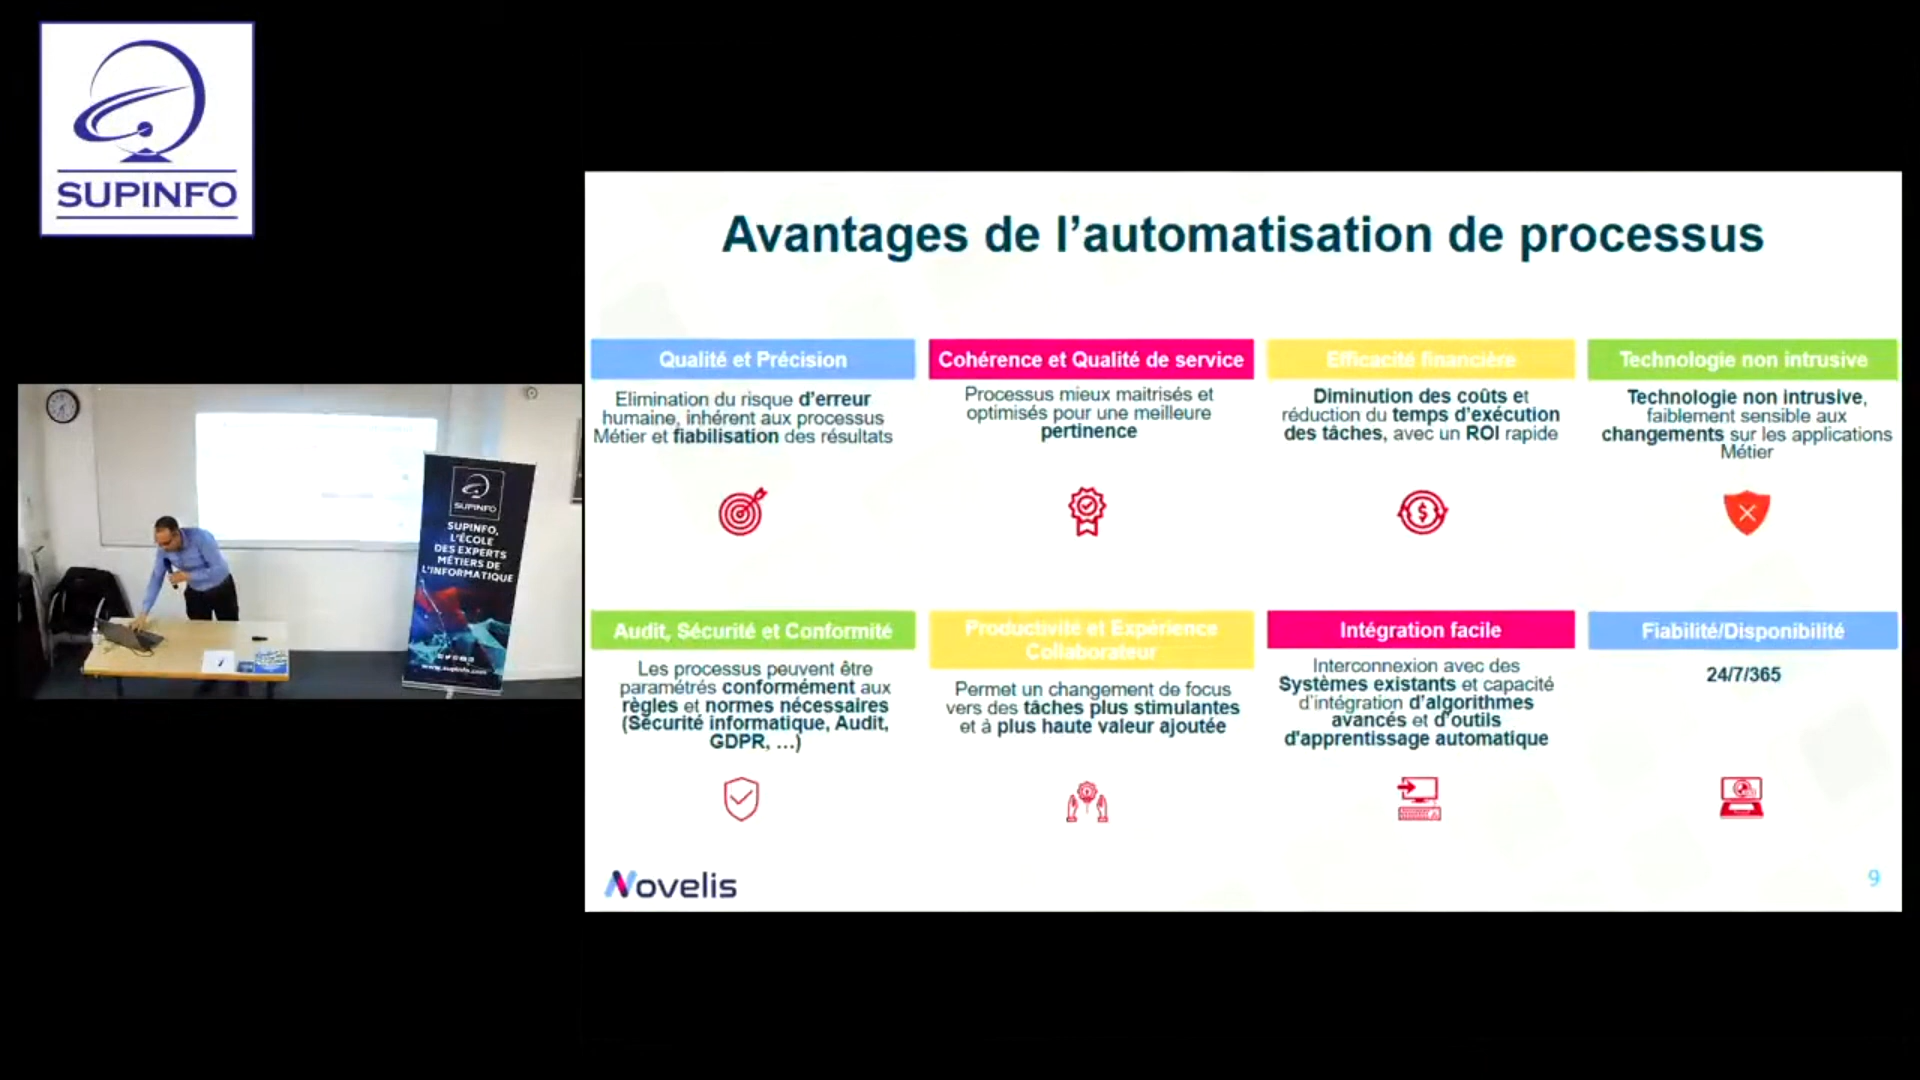 SUPINFO
Avantages de l’automatisation de processus
Qualité et Précision
Elimination du risque d’erreur
humaine, inhérent aux processus
Métier et fiabilisation des résultats
Cohérence et Qualité de service
Processus mieux maitrisés et
optimisés pour une meilleure
pertinence
Efficacité financière
Diminution des coûts et
réduction du temps d’exécution
des tâches, avec un ROI rapide
Technologie non intrusive
Technologie non intrusive,
faiblement sensible aux
changements sur les applications
Métier
Audit, Sécurité et Conformité
Les processus peuvent être
paramétrés conformément aux
règles et normes nécessaires
(Sécurité informatique, Audit,
GDPR, …)
Productivité et Expérience
Collaborateur
Permet un changement de focus
vers des tâches plus stimulantes
et à plus haute valeur ajoutée
Intégration facile
Interconnexion avec des
Systèmes existants et capacité
d’intégration d’algorithmes
avancés et d’outils
d'apprentissage automatique
Fiabilité/Disponibilité
24/7/365
Novelis
9
SUPINFO
SUPINFO,
L'ÉCOLE
DES EXPERTS
MÉTIERS DE
L'INFORMATIQUE
www.supinfo.com